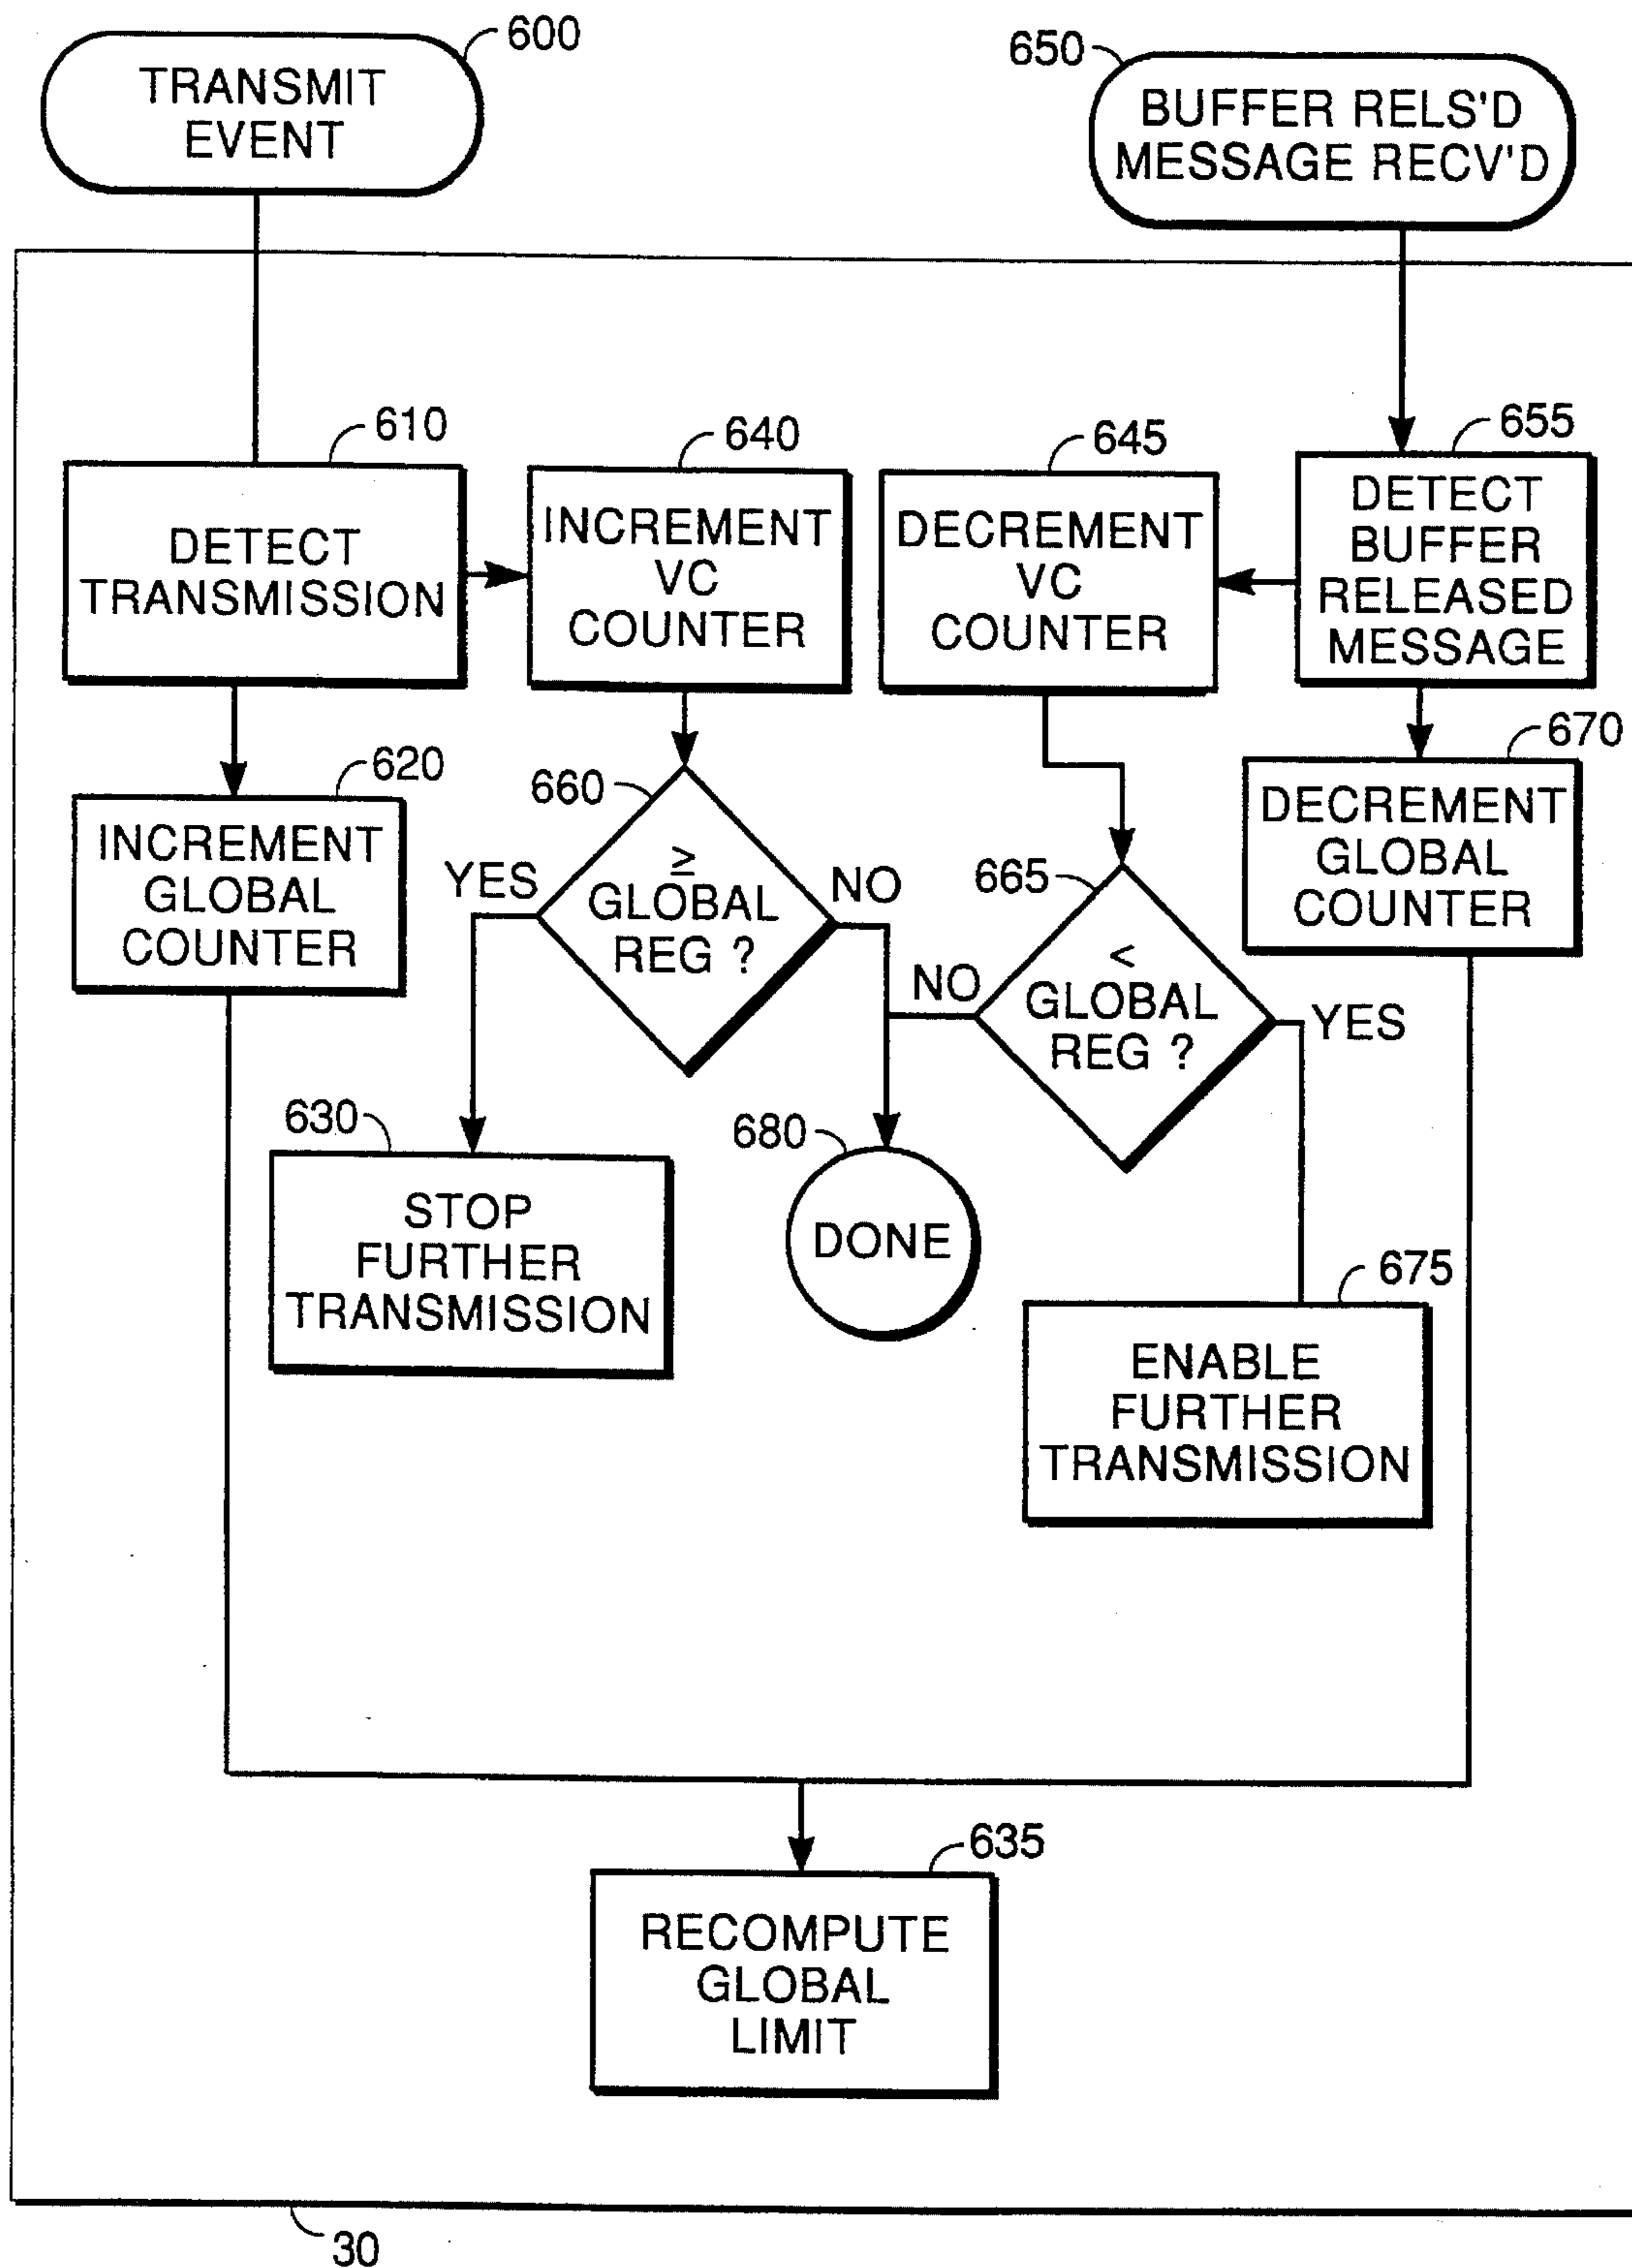 600
TRANSMIT
EVENT
650
BUFFER RELS'D
MESSAGE RECV'D
610
DETECT
TRANSMISSION
640
INCREMENT
VC
COUNTER
645
DECREMENT
VC
COUNTER
655
DETECT
BUFFER
RELEASED
MESSAGE
620
INCREMENT
GLOBAL
COUNTER
660
≥
GLOBAL
REG ?
YES
NO
665
<
GLOBAL
REG ?
NO
YES
670
DECREMENT
GLOBAL
COUNTER
630
STOP
FURTHER
TRANSMISSION
680
DONE
675
ENABLE
FURTHER
TRANSMISSION
635
RECOMPUTE
GLOBAL
LIMIT
30